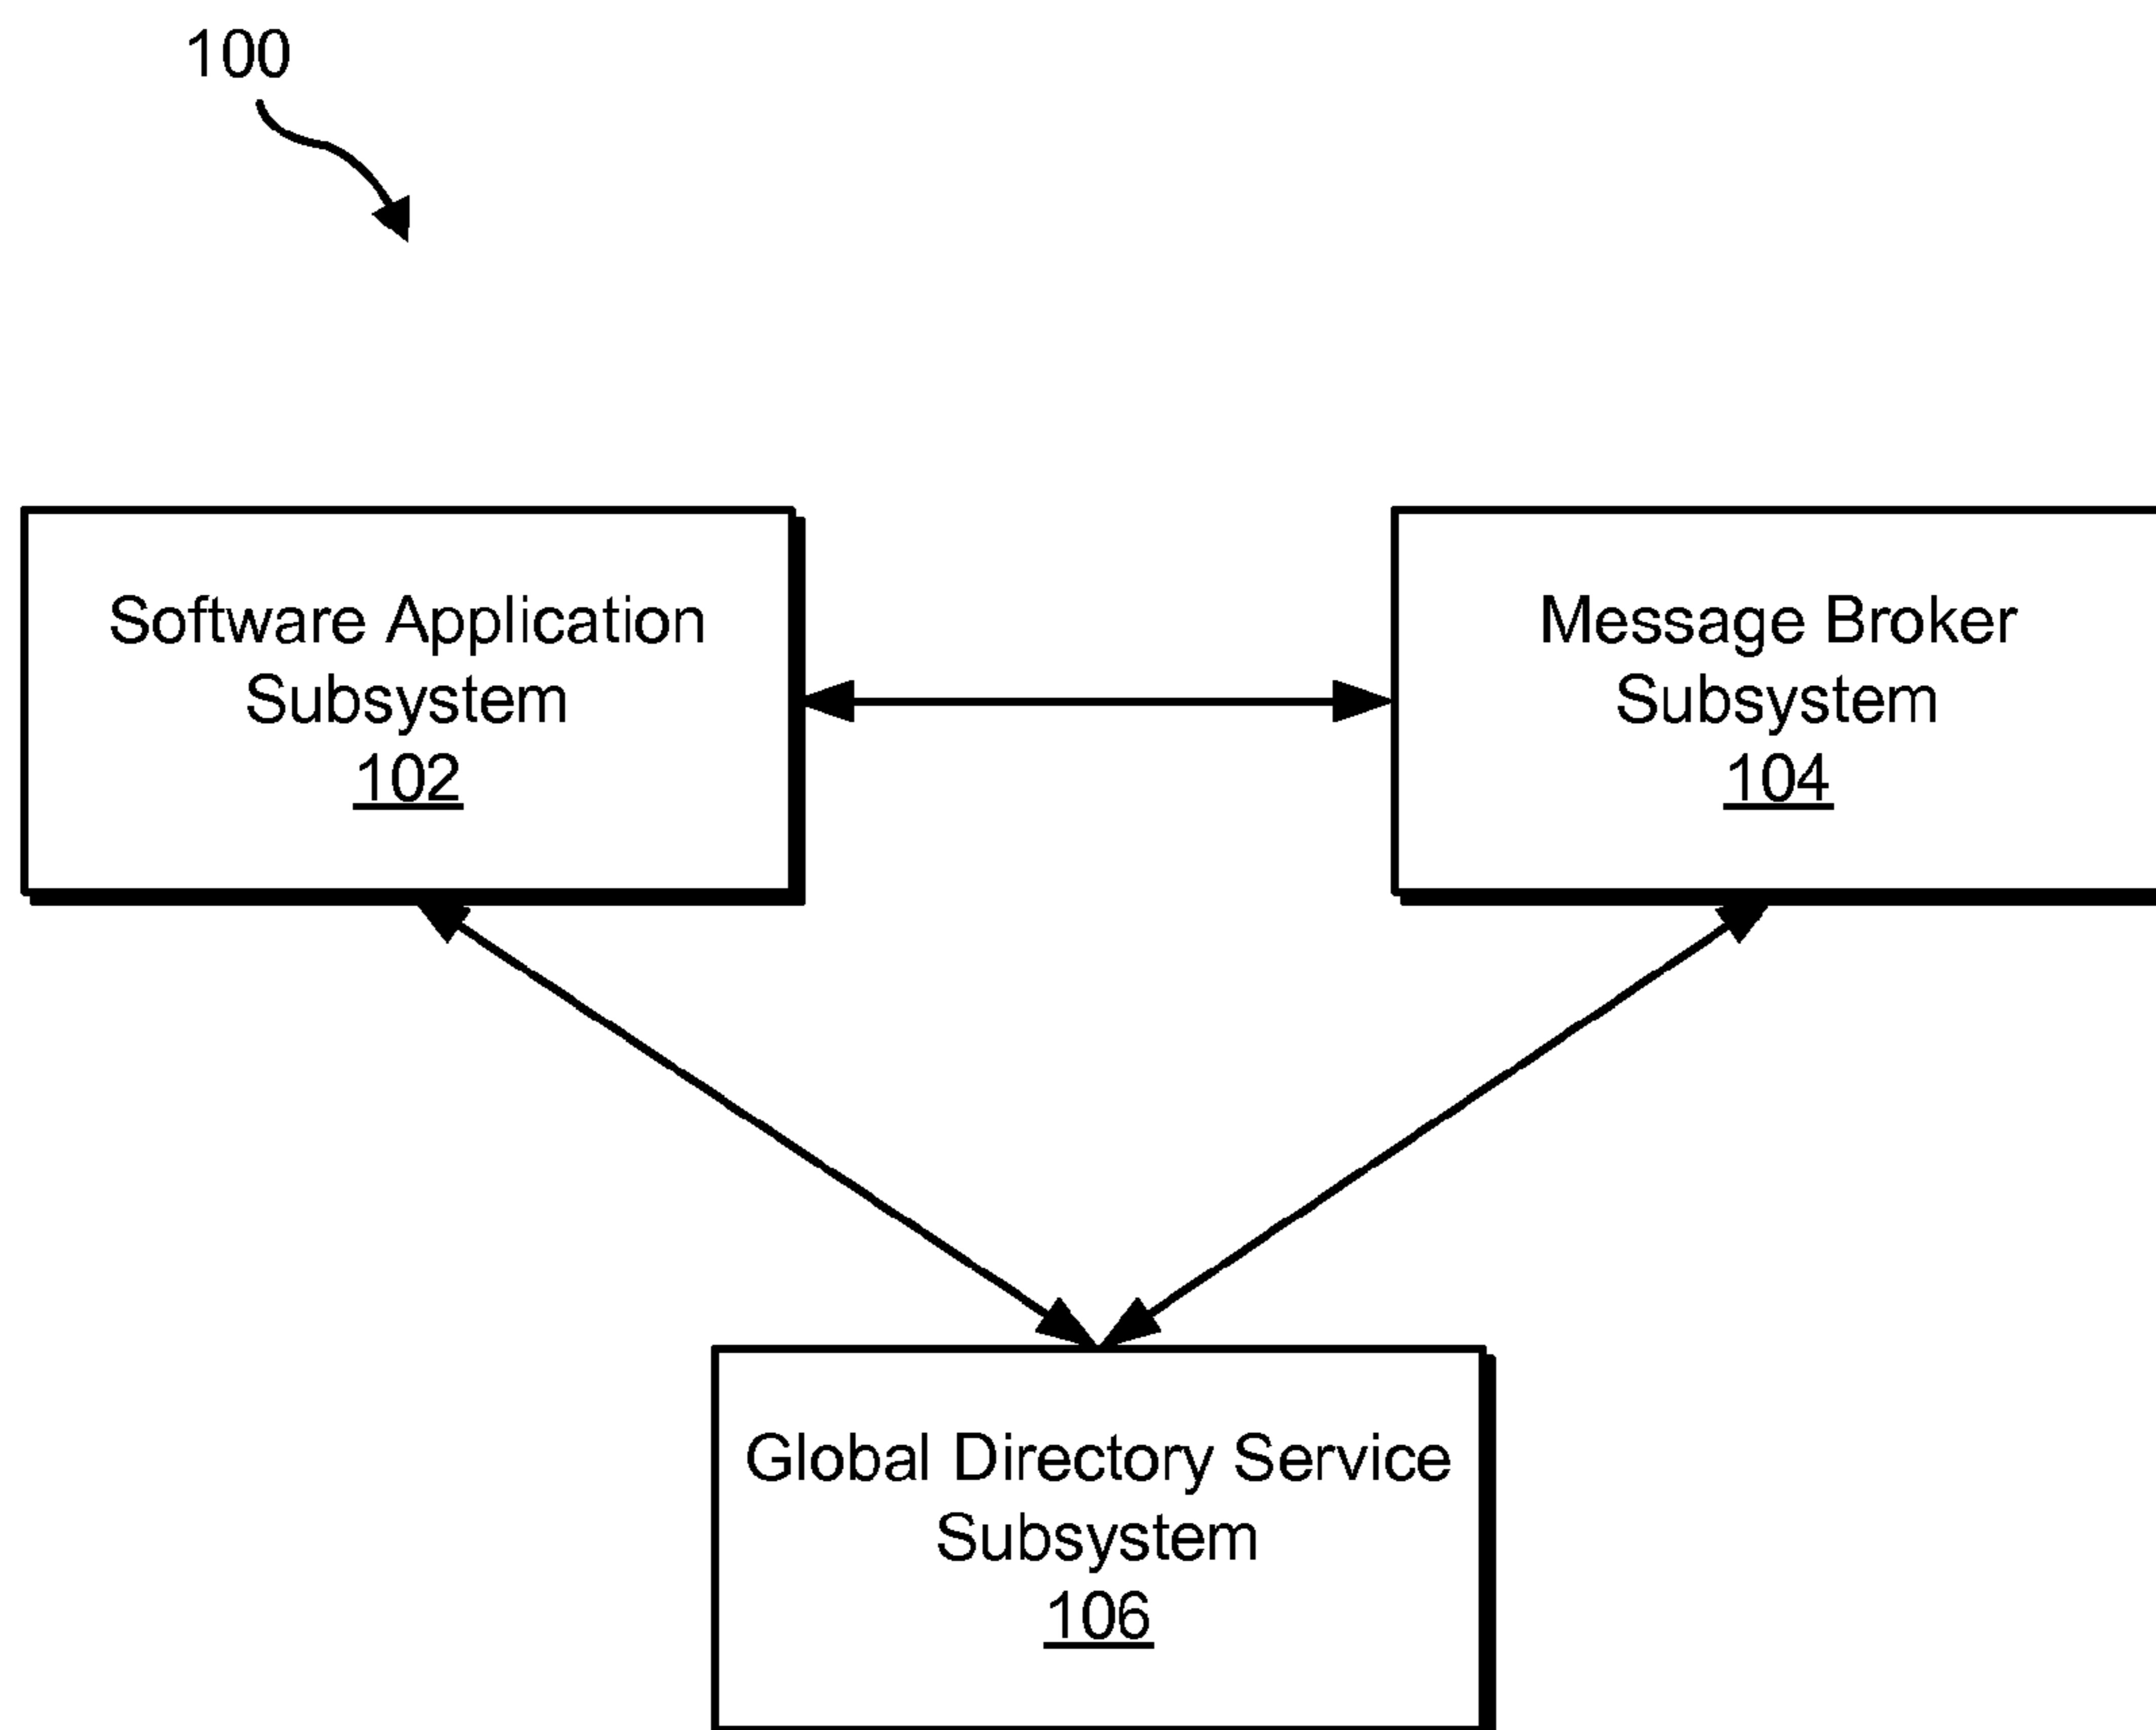 100
Software Application
Subsystem
102
Message Broker
Subsystem
104
Global Directory Service
Subsystem
106